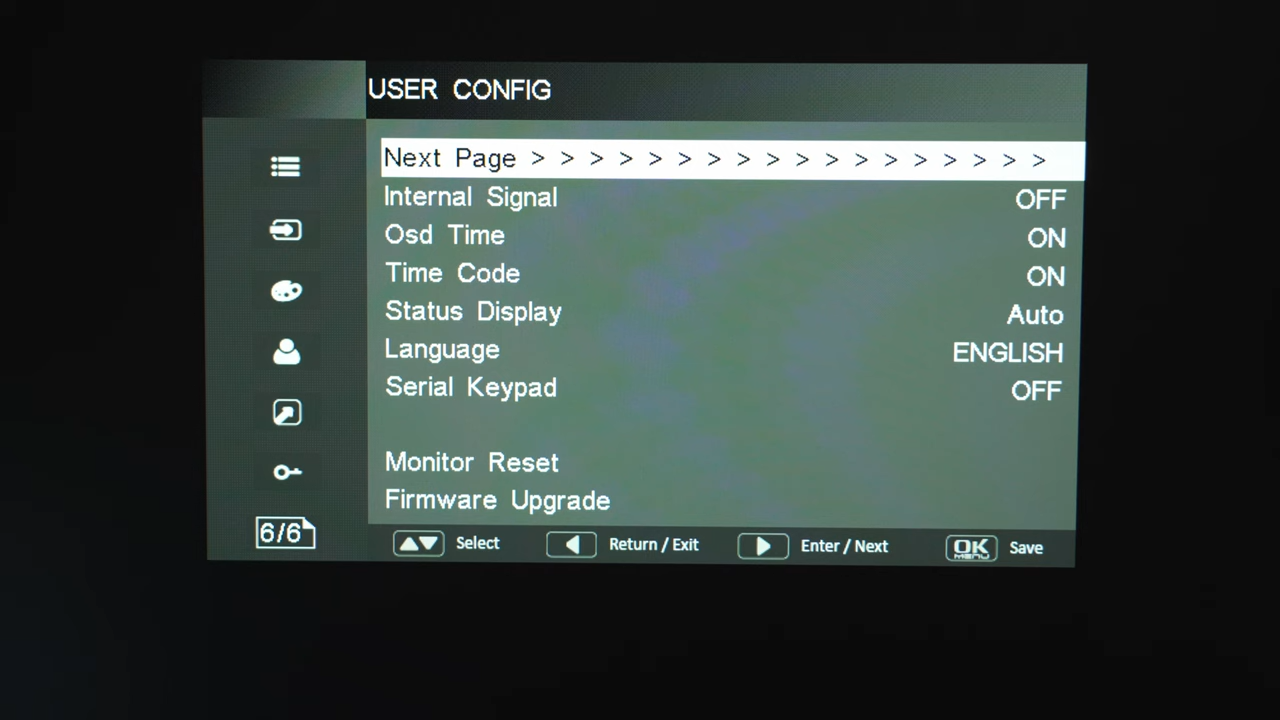 USER CONFIG
Next Page > > > > > > > > > > > > > > > > > >
Internal Signal OFF
Osd Time ON
Time Code ON
Status Display Auto
Language ENGLISH
Serial Keypad OFF
Monitor Reset
Firmware Upgrade
6/6 Select Return / Exit Enter / Next OK MENU Save